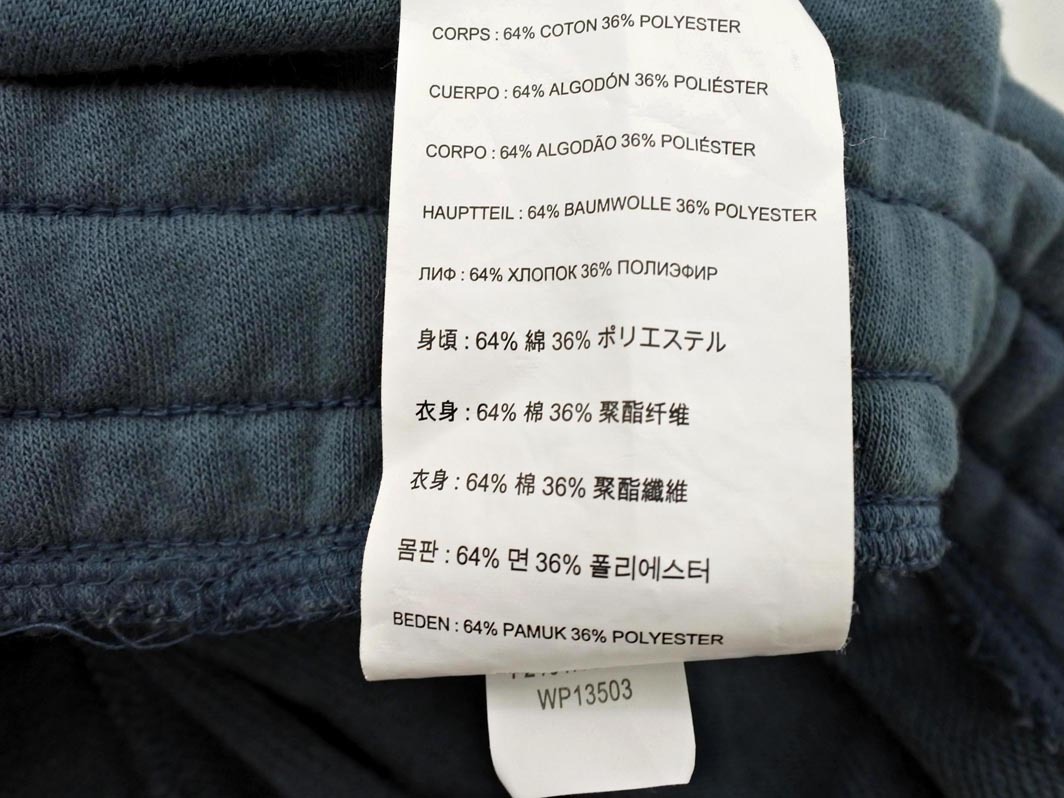 CORPS : 64% COTON 36% POLYESTER
CUERPO : 64% ALGODÓN 36% POLIÉSTER
CORPO : 64% ALGODÃO 36% POLIÉSTER
HAUPTTEIL : 64% BAUMWOLLE 36% POLYESTER
ЛИФ : 64% ХЛОПОК 36% ПОЛИЭФИР
身頃 : 64% 綿 36% ポリエステル
衣身 : 64% 棉 36% 聚酯纤维
衣身 : 64% 棉 36% 聚酯纖維
몸판 : 64% 면 36% 폴리에스터
BEDEN : 64% PAMUK 36% POLYESTER
WP13503